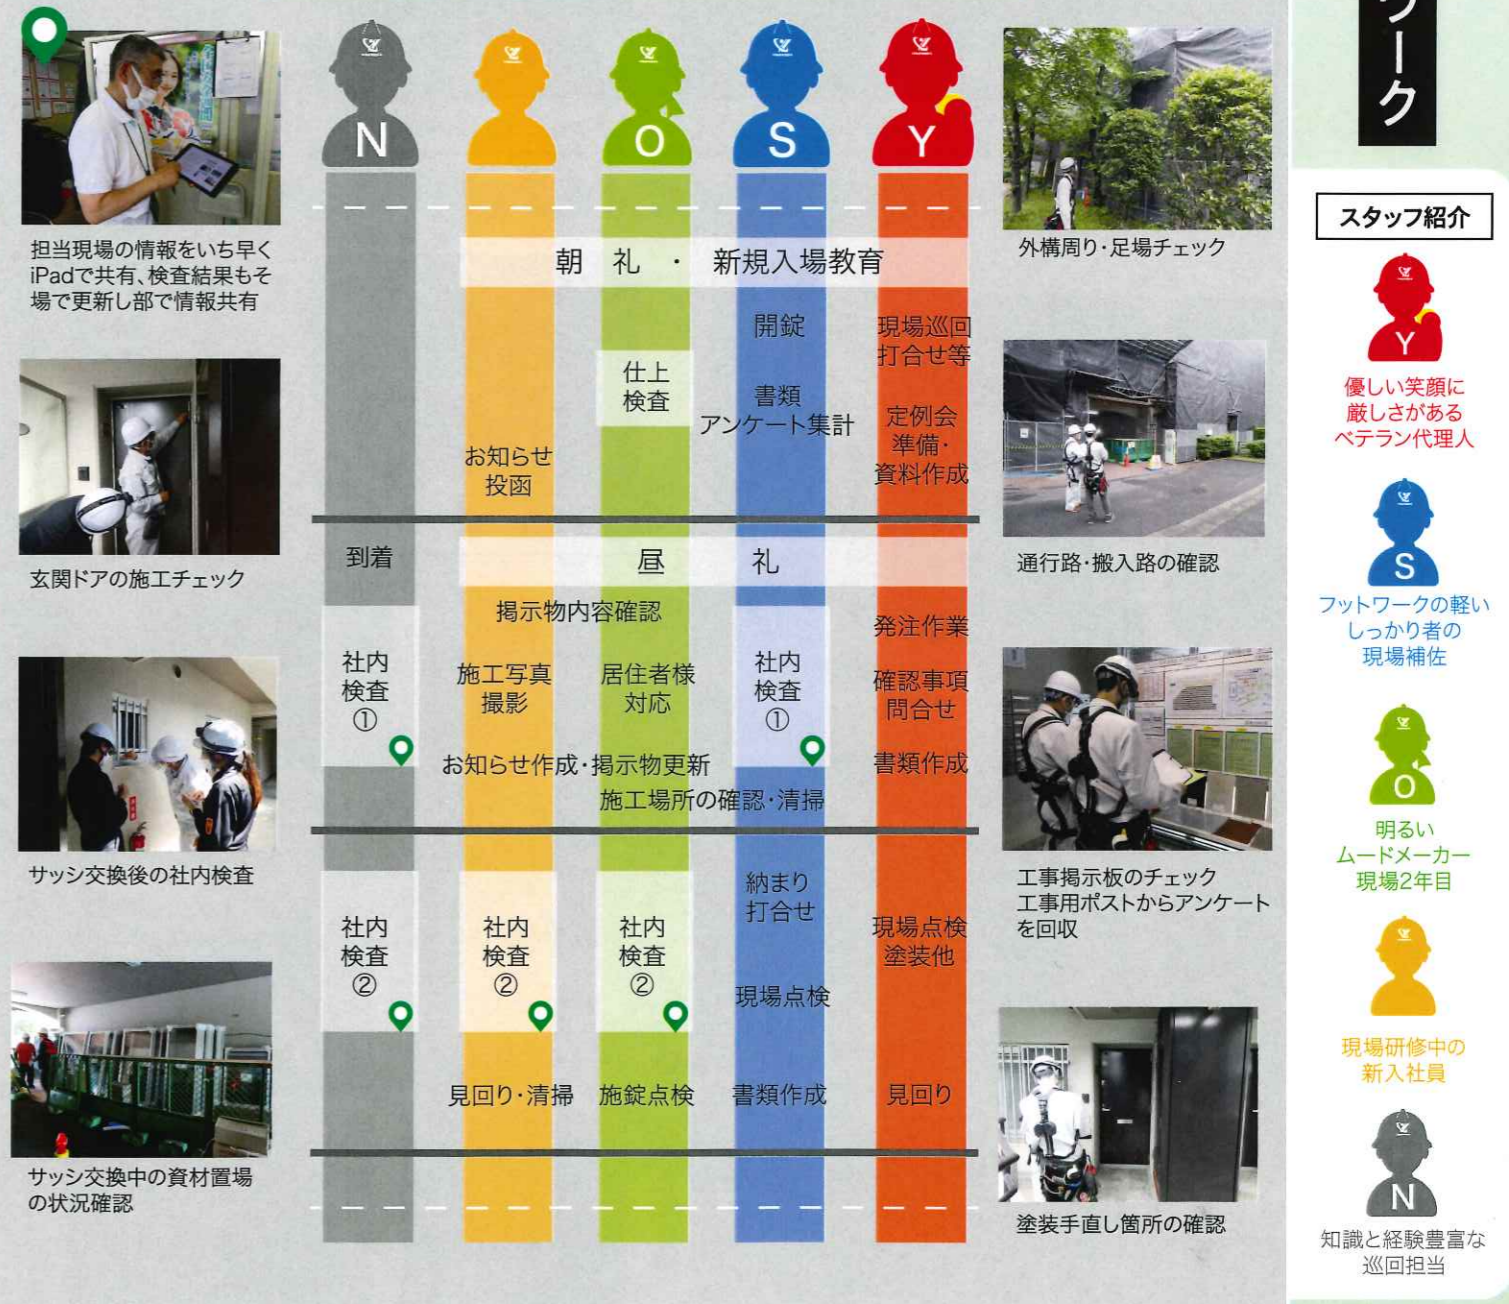 ワーク
N
O
S
Y
担当現場の情報をいち早く
iPadで共有、検査結果もそ
場で更新し部で情報共有
玄関ドアの施工チェック
サッシ交換後の社内検査
サッシ交換中の資材置場
の状況確認
朝 礼 ・ 新規入場教育
開錠
現場巡回
打合せ等
仕上
検査
書類
アンケート集計
定例会
準備・
資料作成
お知らせ
投函
到着
昼 礼
掲示物内容確認
発注作業
社内
検査
①
施工写真
撮影
居住者様
対応
社内
検査
①
確認事項
問合せ
お知らせ作成・掲示物更新
書類作成
施工場所の確認・清掃
納まり
打合せ
社内
検査
②
社内
検査
②
社内
検査
②
現場点検
塗装他
現場点検
見回り・清掃
施錠点検
書類作成
見回り
外構周り・足場チェック
通行路・搬入路の確認
工事掲示板のチェック
工事用ポストからアンケート
を回収
塗装手直し箇所の確認
スタッフ紹介
Y
優しい笑顔に
厳しさがある
ベテラン代理人
S
フットワークの軽い
しっかり者の
現場補佐
O
明るい
ムードメーカー
現場2年目
現場研修中の
新入社員
N
知識と経験豊富な
巡回担当